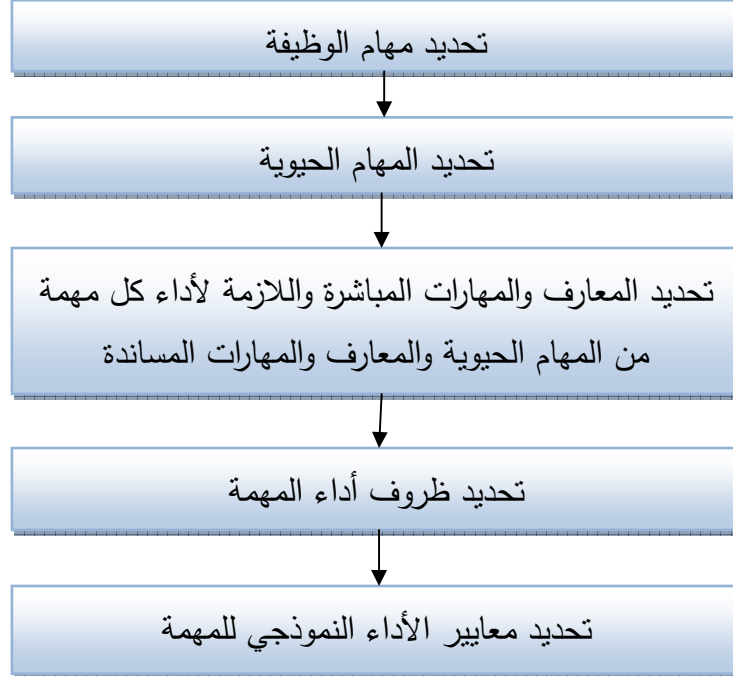 تحديد مهام الوظيفة
تحديد المهام الحيوية
تحديد المعارف والمهارات المباشرة واللازمة لأداء كل مهمة
من المهام الحيوية والمعارف والمهارات المساندة
تحديد ظروف أداء المهمة
تحديد معايير الأداء النموذجي للمهمة